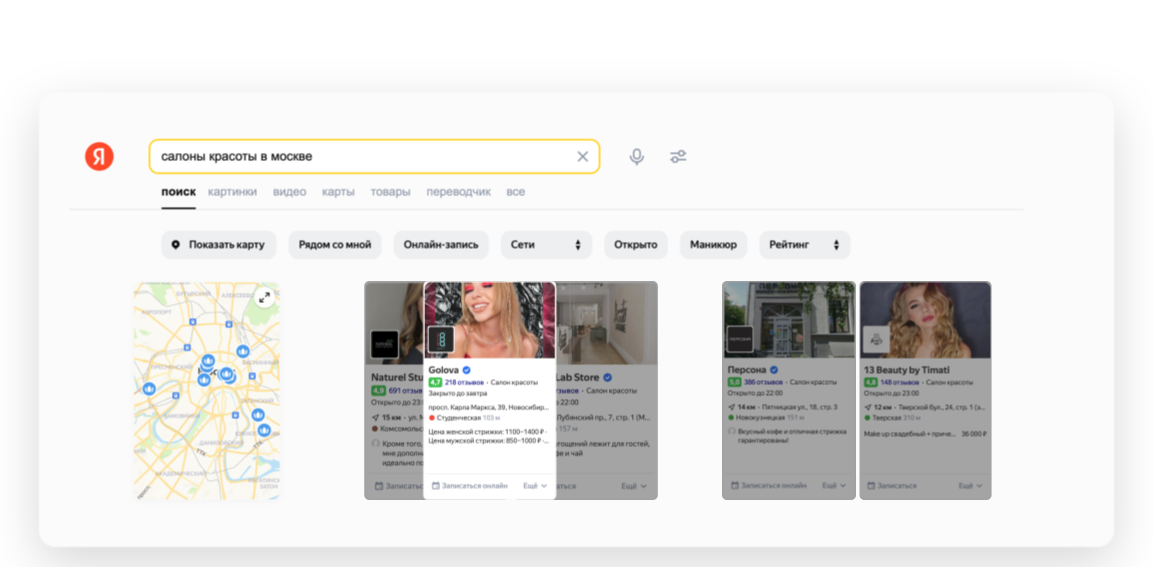 Я
салоны красоты в москве
поиск картинки видео карты товары переводчик все
Показать карту Рядом со мной Онлайн-запись Сети Открыто Маникюр Рейтинг
АЭРОПОРТ
ТТК
Naturel Stu
4,9 691 отзыв
Открыто до 23
15 км
Комсомольс
Кроме того,
мне дополн
идеально по
Записатьс
Golova
4,7 218 отзывов • Салон красоты
Закрыто до завтра
просп. Карла Маркса, 39, Новосибир...
Студенческая 103 м
Цена женской стрижки: 1100–1400 ₽ ·
Цена мужской стрижки: 850–1000 ₽ ·...
Записаться онлайн Ещё
Lab Store
• Салон красоты
22:00
Лубянский пр., 7, стр. 1 (М...
157 м
гощений лежит для гостей,
фе и чай
Ещё
ПЕРСОНА
Персона
5,0 386 отзывов • Салон красоты
Открыто до 22:00
14 км • Пятницкая ул., 18, стр. 3
Новокузнецкая 151 м
Вкусный кофе и отличная стрижка
гарантированы!
Записаться онлайн Ещё
13 Beauty by Timati
4,8 148 отзывов • Салон красоты
Открыто до 23:00
12 км • Тверской бул., 24, стр. 1 (э...
Тверская 310 м
Make up свадебный + приче... 36 000 ₽
Записаться Ещё